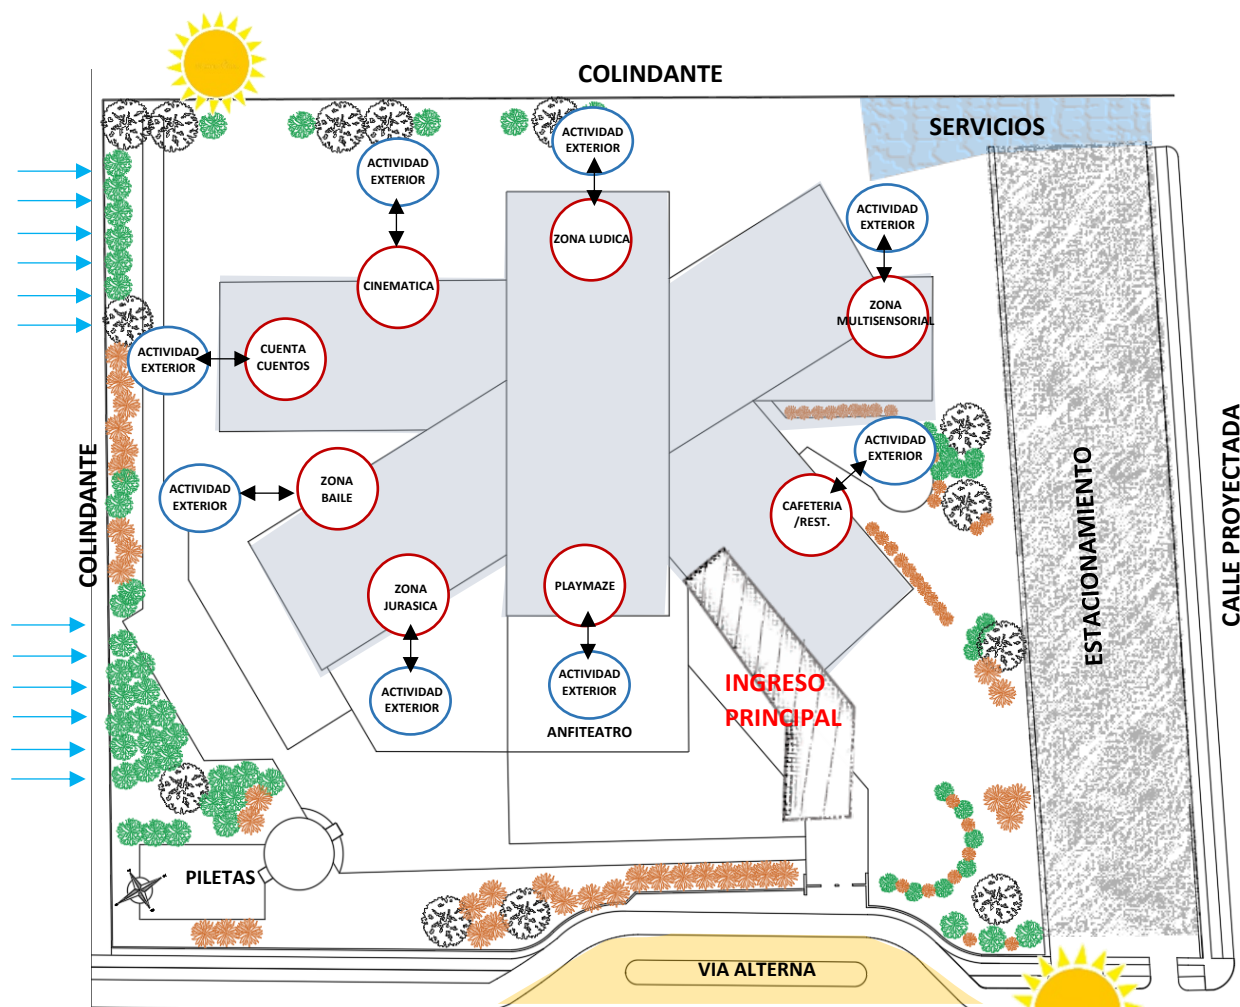 COLINDANTE
SERVICIOS
ACTIVIDAD
EXTERIOR
ACTIVIDAD
EXTERIOR
ACTIVIDAD
EXTERIOR
ZONA LUDICA
CINEMATICA
ZONA
MULTISENSORIAL
ACTIVIDAD
EXTERIOR
CUENTA
CUENTOS
ACTIVIDAD
EXTERIOR
ZONA
BAILE
ACTIVIDAD
EXTERIOR
CAFETERIA
/REST.
COLINDANTE
ESTACIONAMIENTO
CALLE PROYECTADA
ZONA
JURASICA
PLAYMAZE
ACTIVIDAD
EXTERIOR
ACTIVIDAD
EXTERIOR
ANFITEATRO
INGRESO
PRINCIPAL
PILETAS
VIA ALTERNA